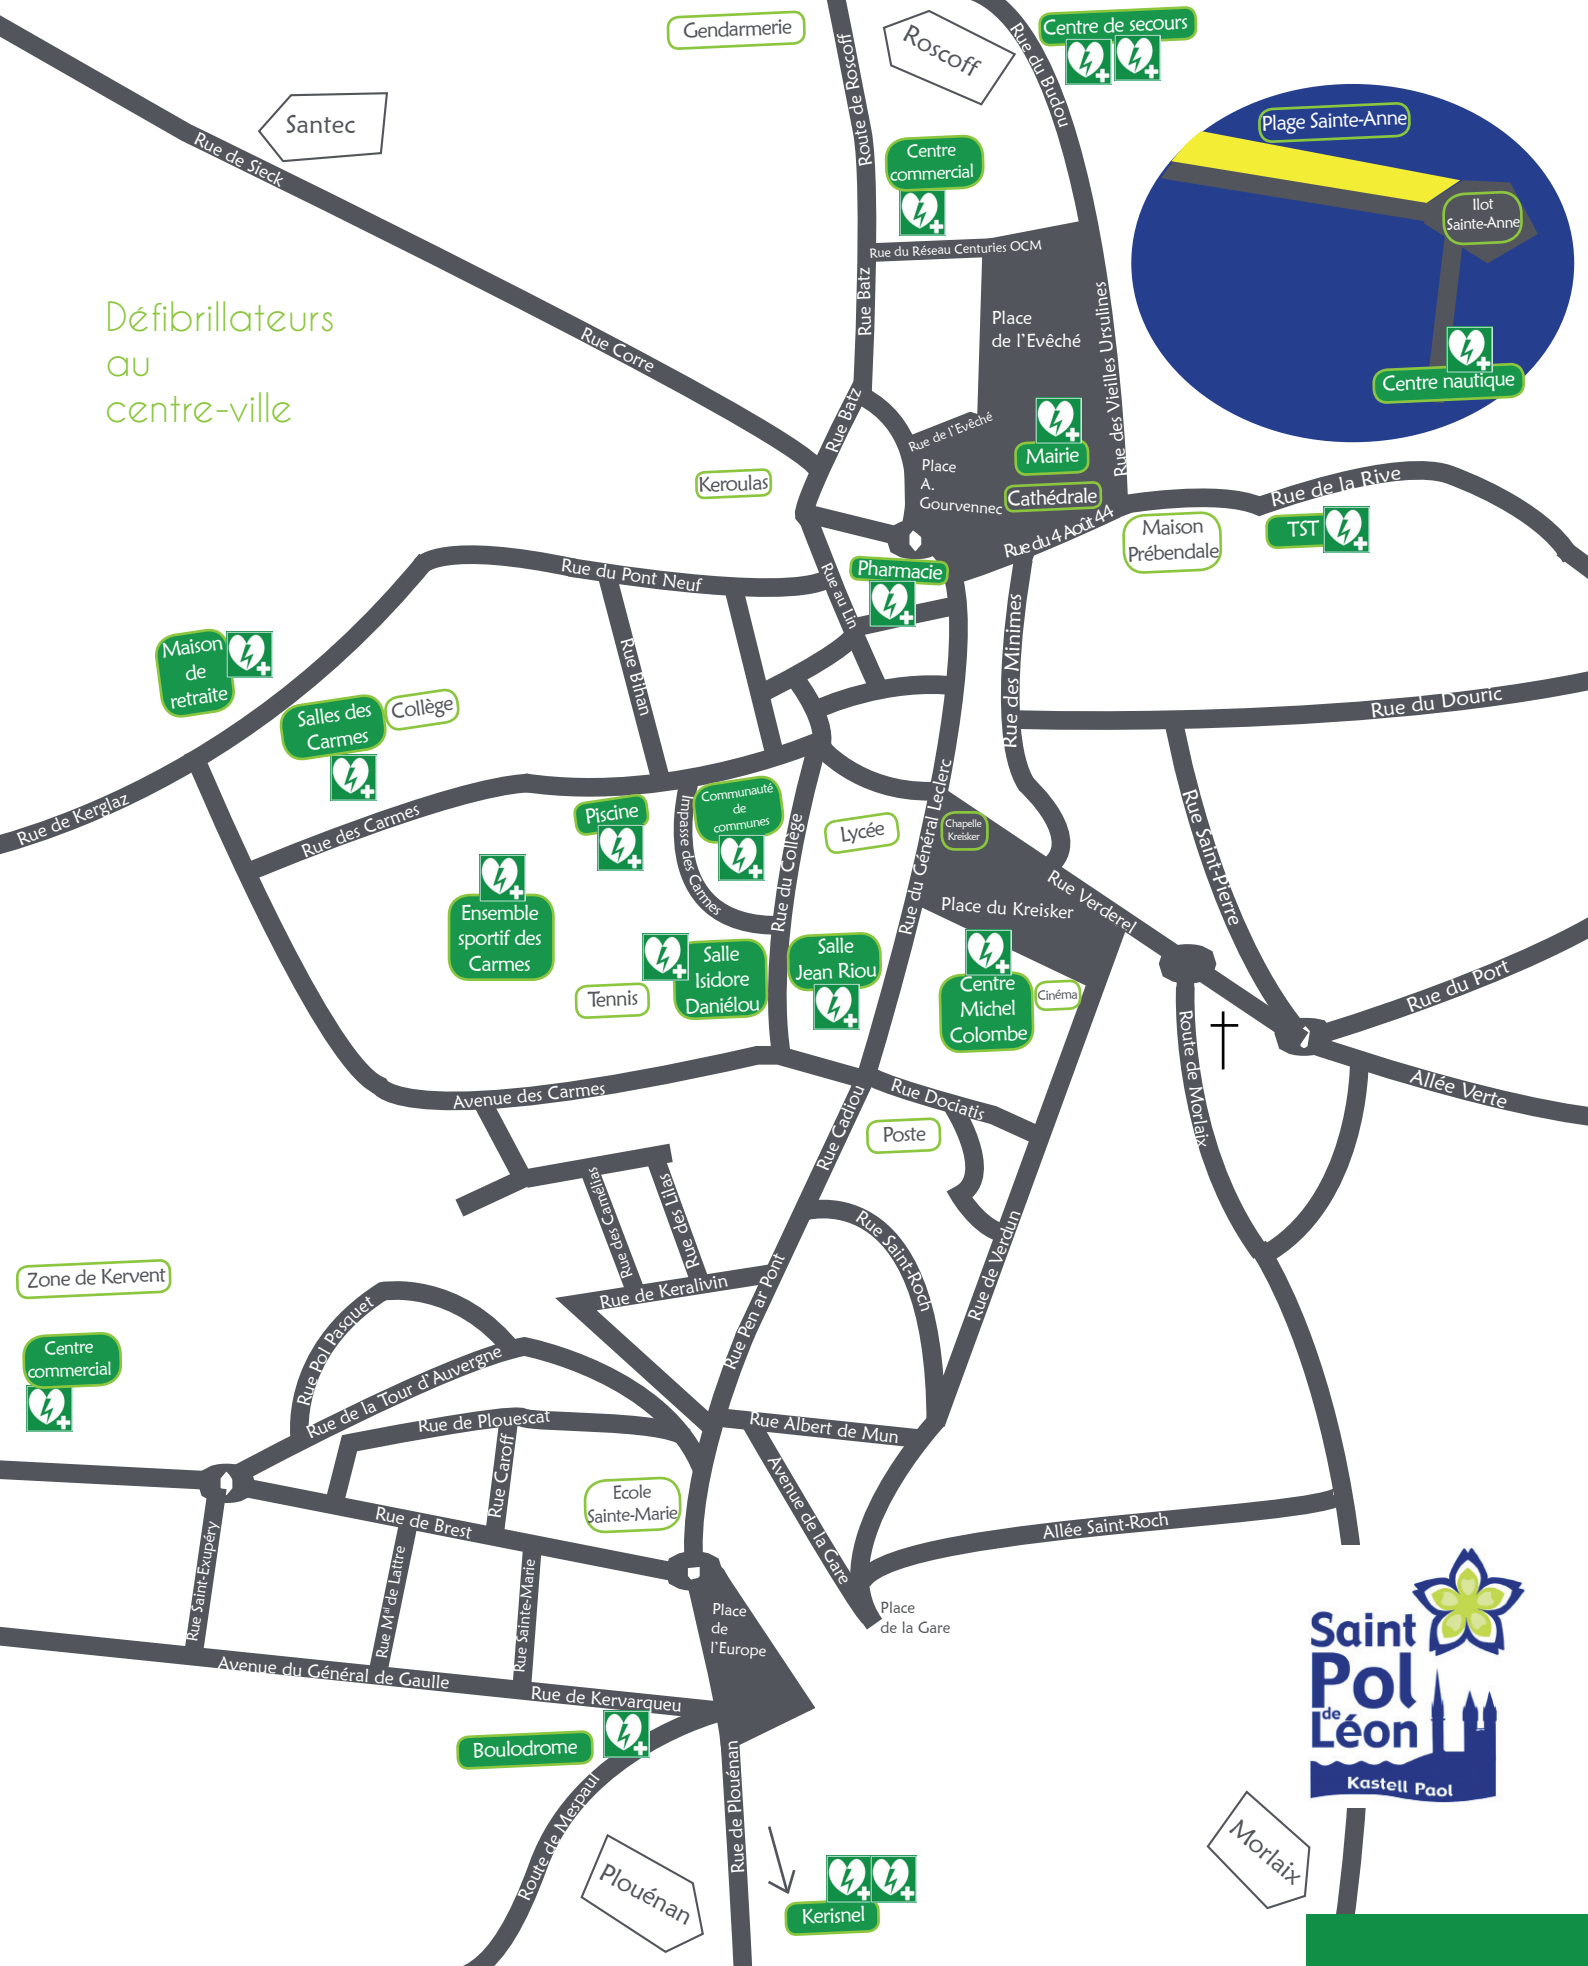 Gendarmerie
Roscoff
Centre de secours
Route de Roscoff
Rue du Budou
Santec
Rue de Sieck
Centre
commercial
Plage Sainte-Anne
Ilot
Sainte-Anne
Centre nautique
Rue du Réseau Centuries OCM
Rue Batz
Place
de l'Evêché
Rue des Vieilles Ursulines
Défibrillateurs
au
centre-ville
Rue Corre
Rue Batz
Rue de l'Evêché
Mairie
Place
A.
Gourvennec
Cathédrale
Keroulas
Rue du 4 Août 44
Maison
Prébendale
Rue de la Rive
TST
Rue du Pont Neuf
Rue au Lin
Pharmacie
Rue des Minimes
Maison
de
retraite
Salles des
Carmes
Collège
Rue Bihan
Rue du Douric
Rue de Kerglaz
Rue des Carmes
Piscine
Impasse des Carmes
Communauté
de
communes
Rue du Collège
Lycée
Rue du Général Leclerc
Chapelle
Kreisker
Rue Saint-Pierre
Rue Verderel
Place du Kreisker
Ensemble
sportif des
Carmes
Tennis
Salle
Isidore
Daniélou
Salle
Jean Riou
Centre
Michel
Colombe
Cinéma
Rue du Port
Route de Morlaix
Allée Verte
Avenue des Carmes
Rue Dociatis
Rue Cadiou
Poste
Rue des Camélias
Rue des Lilas
Rue de Keralivin
Rue Saint-Roch
Rue de Verdun
Rue Pen ar Pont
Zone de Kervent
Centre
commercial
Rue Pol Pasquet
Rue de la Tour d'Auvergne
Rue de Plouescat
Rue Caroff
Rue Albert de Mun
Avenue de la Gare
Ecole
Sainte-Marie
Rue de Brest
Allée Saint-Roch
Rue Saint-Exupéry
Rue Mal de Lattre
Rue Sainte-Marie
Place
de
l'Europe
Place
de la Gare
Avenue du Général de Gaulle
Rue de Kervarqueu
Boulodrome
Route de Mespaul
Rue de Plouénan
Plouénan
Kerisnel
Morlaix
Saint
Pol
de
Léon
Kastell Paol